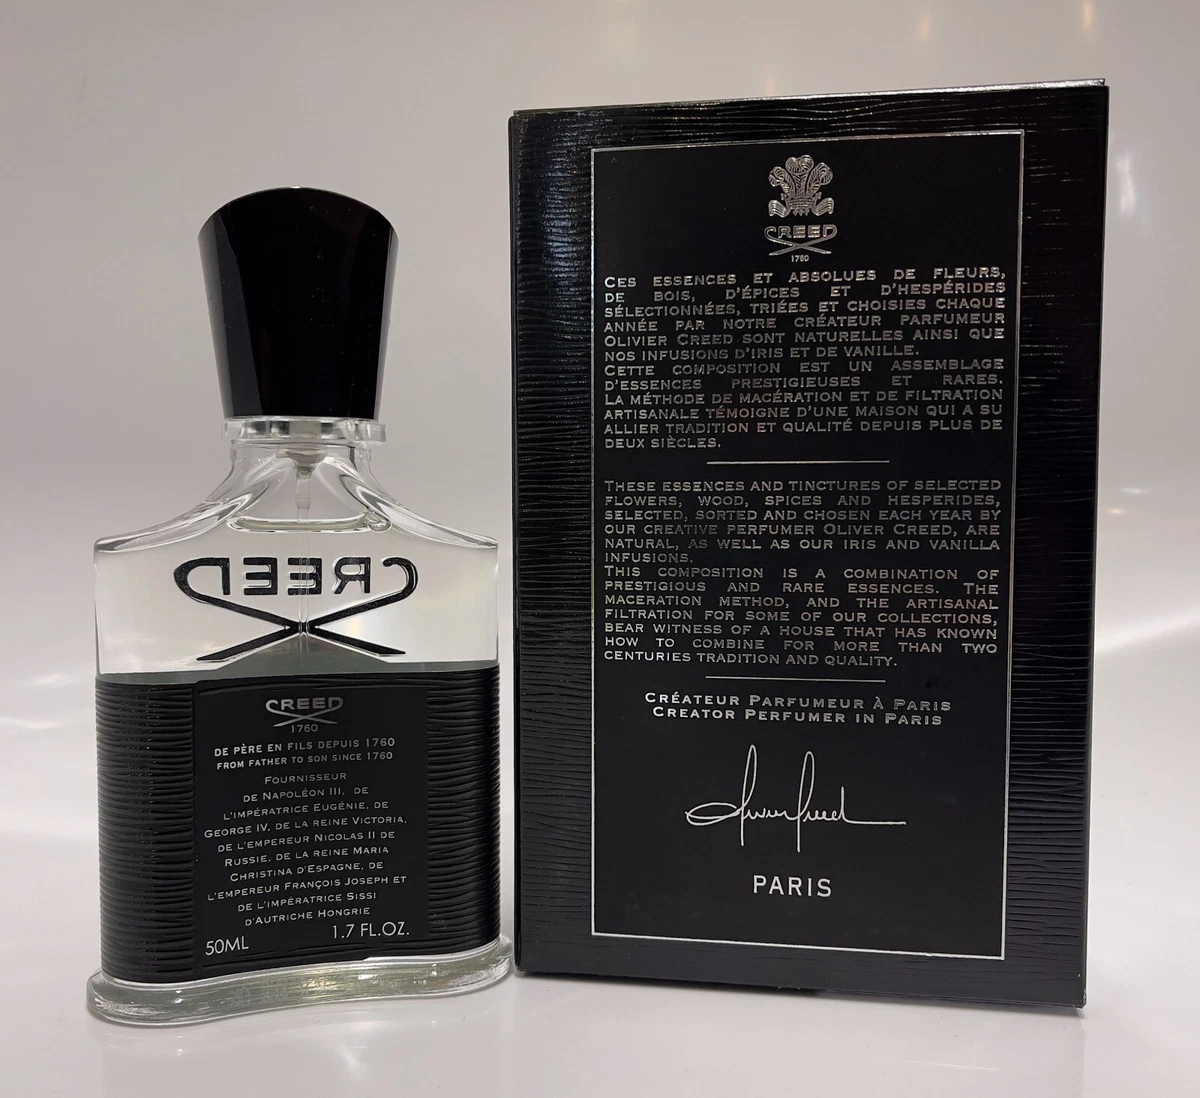 CREED
CREED
1760
DE PÈRE EN FILS DEPUIS 1760
FROM FATHER TO SON SINCE 1760
FOURNISSEUR
DE NAPOLÉON III, DE
L'IMPÉRATRICE EUGÉNIE, DE
GEORGE IV, DE LA REINE VICTORIA,
DE L'EMPEREUR NICOLAS II DE
RUSSIE, DE LA REINE MARIA
CHRISTINA D'ESPAGNE, DE
L'EMPEREUR FRANÇOIS JOSEPH ET
DE L'IMPÉRATRICE SISSI
D'AUTRICHE HONGRIE
50ML 1.7 FL.OZ.
CREED
1760
CES ESSENCES ET ABSOLUES DE FLEURS,
DE BOIS, D'ÉPICES ET D'HESPÉRIDES
SÉLECTIONNÉES, TRIÉES ET CHOISIES CHAQUE
ANNÉE PAR NOTRE CRÉATEUR PARFUMEUR
OLIVIER CREED SONT NATURELLES AINSI QUE
NOS INFUSIONS D'IRIS ET DE VANILLE.
CETTE COMPOSITION EST UN ASSEMBLAGE
D'ESSENCES PRESTIGIEUSES ET RARES.
LA MÉTHODE DE MACÉRATION ET DE FILTRATION
ARTISANALE TÉMOIGNE D'UNE MAISON QUI A SU
ALLIER TRADITION ET QUALITÉ DEPUIS PLUS DE
DEUX SIÈCLES.
THESE ESSENCES AND TINCTURES OF SELECTED
FLOWERS, WOOD, SPICES AND HESPERIDES,
SELECTED, SORTED AND CHOSEN EACH YEAR BY
OUR CREATIVE PERFUMER OLIVER CREED, ARE
NATURAL, AS WELL AS OUR IRIS AND VANILLA
INFUSIONS.
THIS COMPOSITION IS A COMBINATION OF
PRESTIGIOUS AND RARE ESSENCES. THE
MACERATION METHOD, AND THE ARTISANAL
FILTRATION FOR SOME OF OUR COLLECTIONS,
BEAR WITNESS OF A HOUSE THAT HAS KNOWN
HOW TO COMBINE FOR MORE THAN TWO
CENTURIES TRADITION AND QUALITY.
CRÉATEUR PARFUMEUR À PARIS
CREATOR PERFUMER IN PARIS
Olivier Creed
PARIS